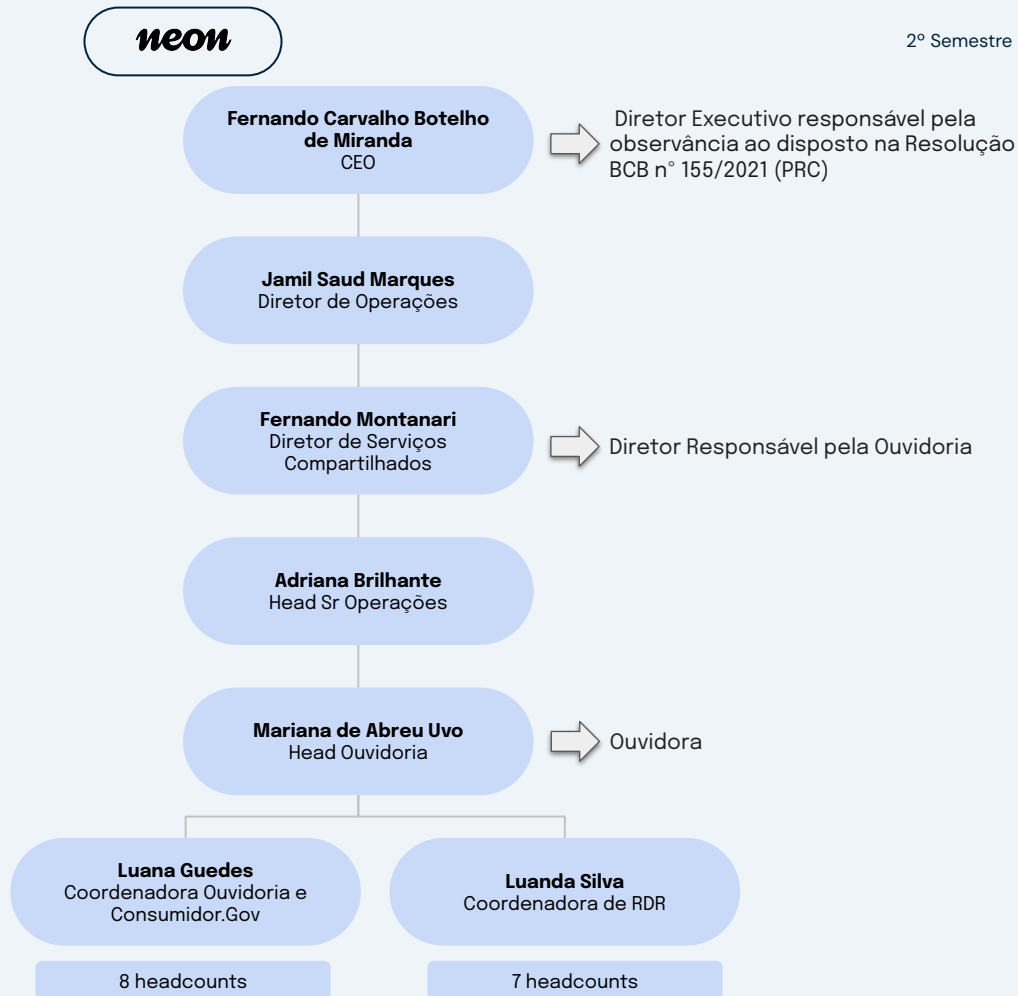 neon
2º Semestre
Fernando Carvalho Botelho
de Miranda
CEO
Diretor Executivo responsável pela
observância ao disposto na Resolução
BCB n° 155/2021 (PRC)
Jamil Saud Marques
Diretor de Operações
Fernando Montanari
Diretor de Serviços
Compartilhados
Diretor Responsável pela Ouvidoria
Adriana Brilhante
Head Sr Operações
Mariana de Abreu Uvo
Head Ouvidoria
Ouvidora
Luana Guedes
Coordenadora Ouvidoria e
Consumidor.Gov
Luanda Silva
Coordenadora de RDR
8 headcounts
7 headcounts